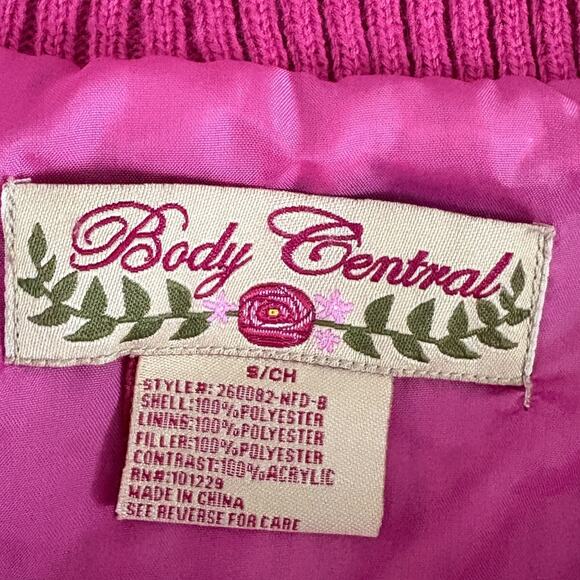 Body Central
S/CH
STYLE#: 260082-NFD-B
SHELL:100%POLYESTER
LINING:100%POLYESTER
FILLER:100%POLYESTER
CONTRAST:100%ACRYLIC
RN#:101229
MADE IN CHINA
SEE REVERSE FOR CARE